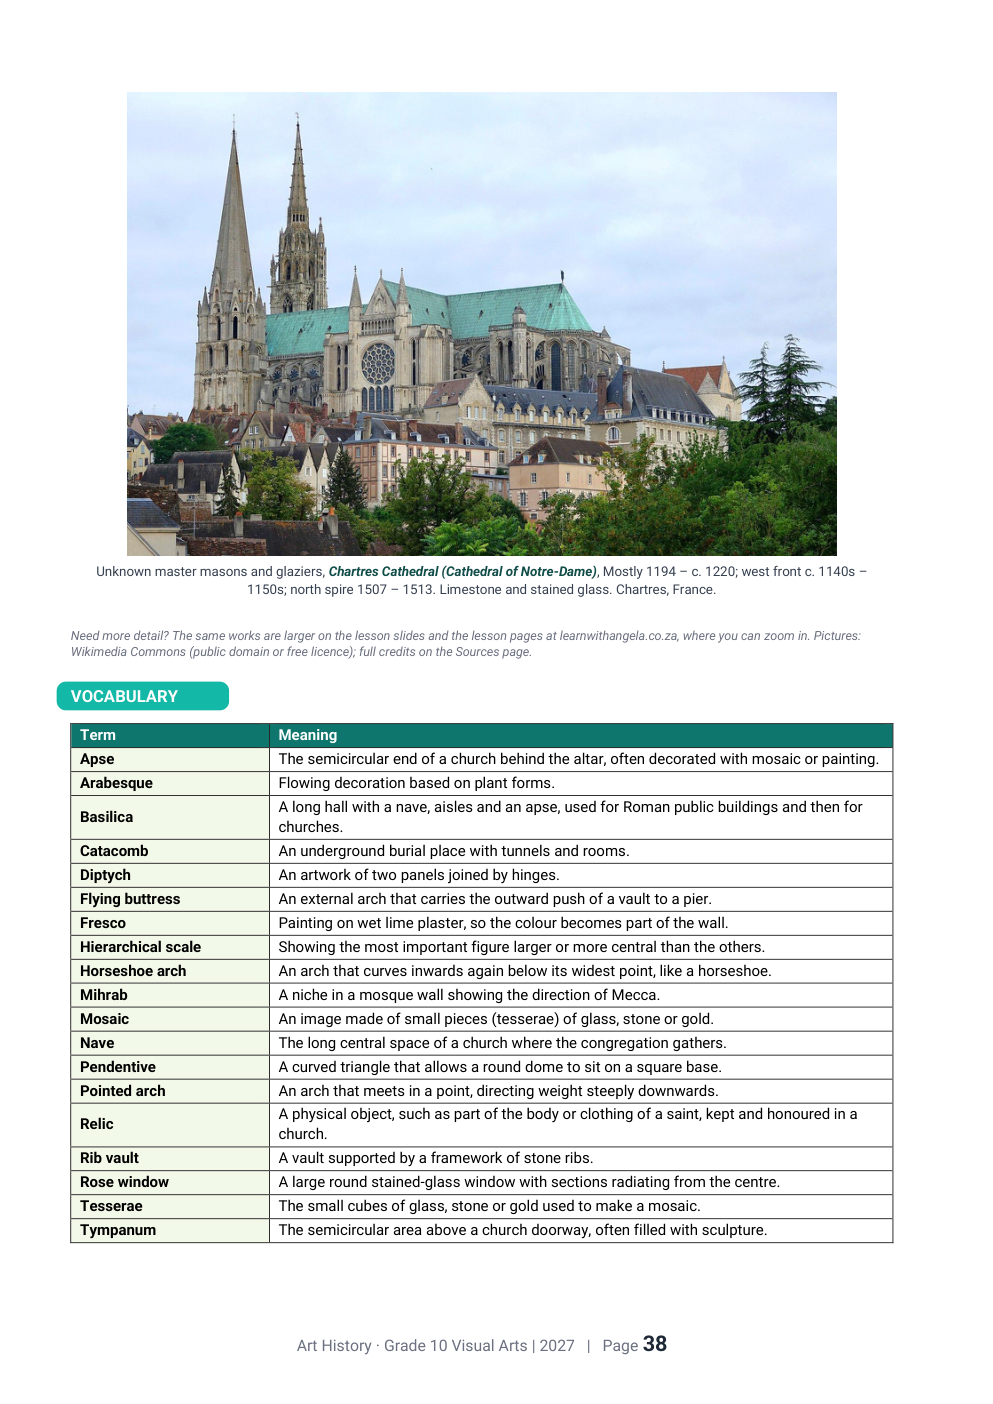 Unknown master masons and glaziers, Chartres Cathedral (Cathedral of Notre-Dame), Mostly 1194 – c. 1220; west front c. 1140s –
1150s; north spire 1507 – 1513. Limestone and stained glass. Chartres, France.
Need more detail? The same works are larger on the lesson slides and the lesson pages at learnwithangela.co.za, where you can zoom in. Pictures:
Wikimedia Commons (public domain or free licence); full credits on the Sources page.
VOCABULARY
Term Meaning
Apse The semicircular end of a church behind the altar, often decorated with mosaic or painting.
Arabesque Flowing decoration based on plant forms.
Basilica A long hall with a nave, aisles and an apse, used for Roman public buildings and then for
churches.
Catacomb An underground burial place with tunnels and rooms.
Diptych An artwork of two panels joined by hinges.
Flying buttress An external arch that carries the outward push of a vault to a pier.
Fresco Painting on wet lime plaster, so the colour becomes part of the wall.
Hierarchical scale Showing the most important figure larger or more central than the others.
Horseshoe arch An arch that curves inwards again below its widest point, like a horseshoe.
Mihrab A niche in a mosque wall showing the direction of Mecca.
Mosaic An image made of small pieces (tesserae) of glass, stone or gold.
Nave The long central space of a church where the congregation gathers.
Pendentive A curved triangle that allows a round dome to sit on a square base.
Pointed arch An arch that meets in a point, directing weight steeply downwards.
Relic A physical object, such as part of the body or clothing of a saint, kept and honoured in a
church.
Rib vault A vault supported by a framework of stone ribs.
Rose window A large round stained-glass window with sections radiating from the centre.
Tesserae The small cubes of glass, stone or gold used to make a mosaic.
Tympanum The semicircular area above a church doorway, often filled with sculpture.
Art History · Grade 10 Visual Arts | 2027 | Page 38